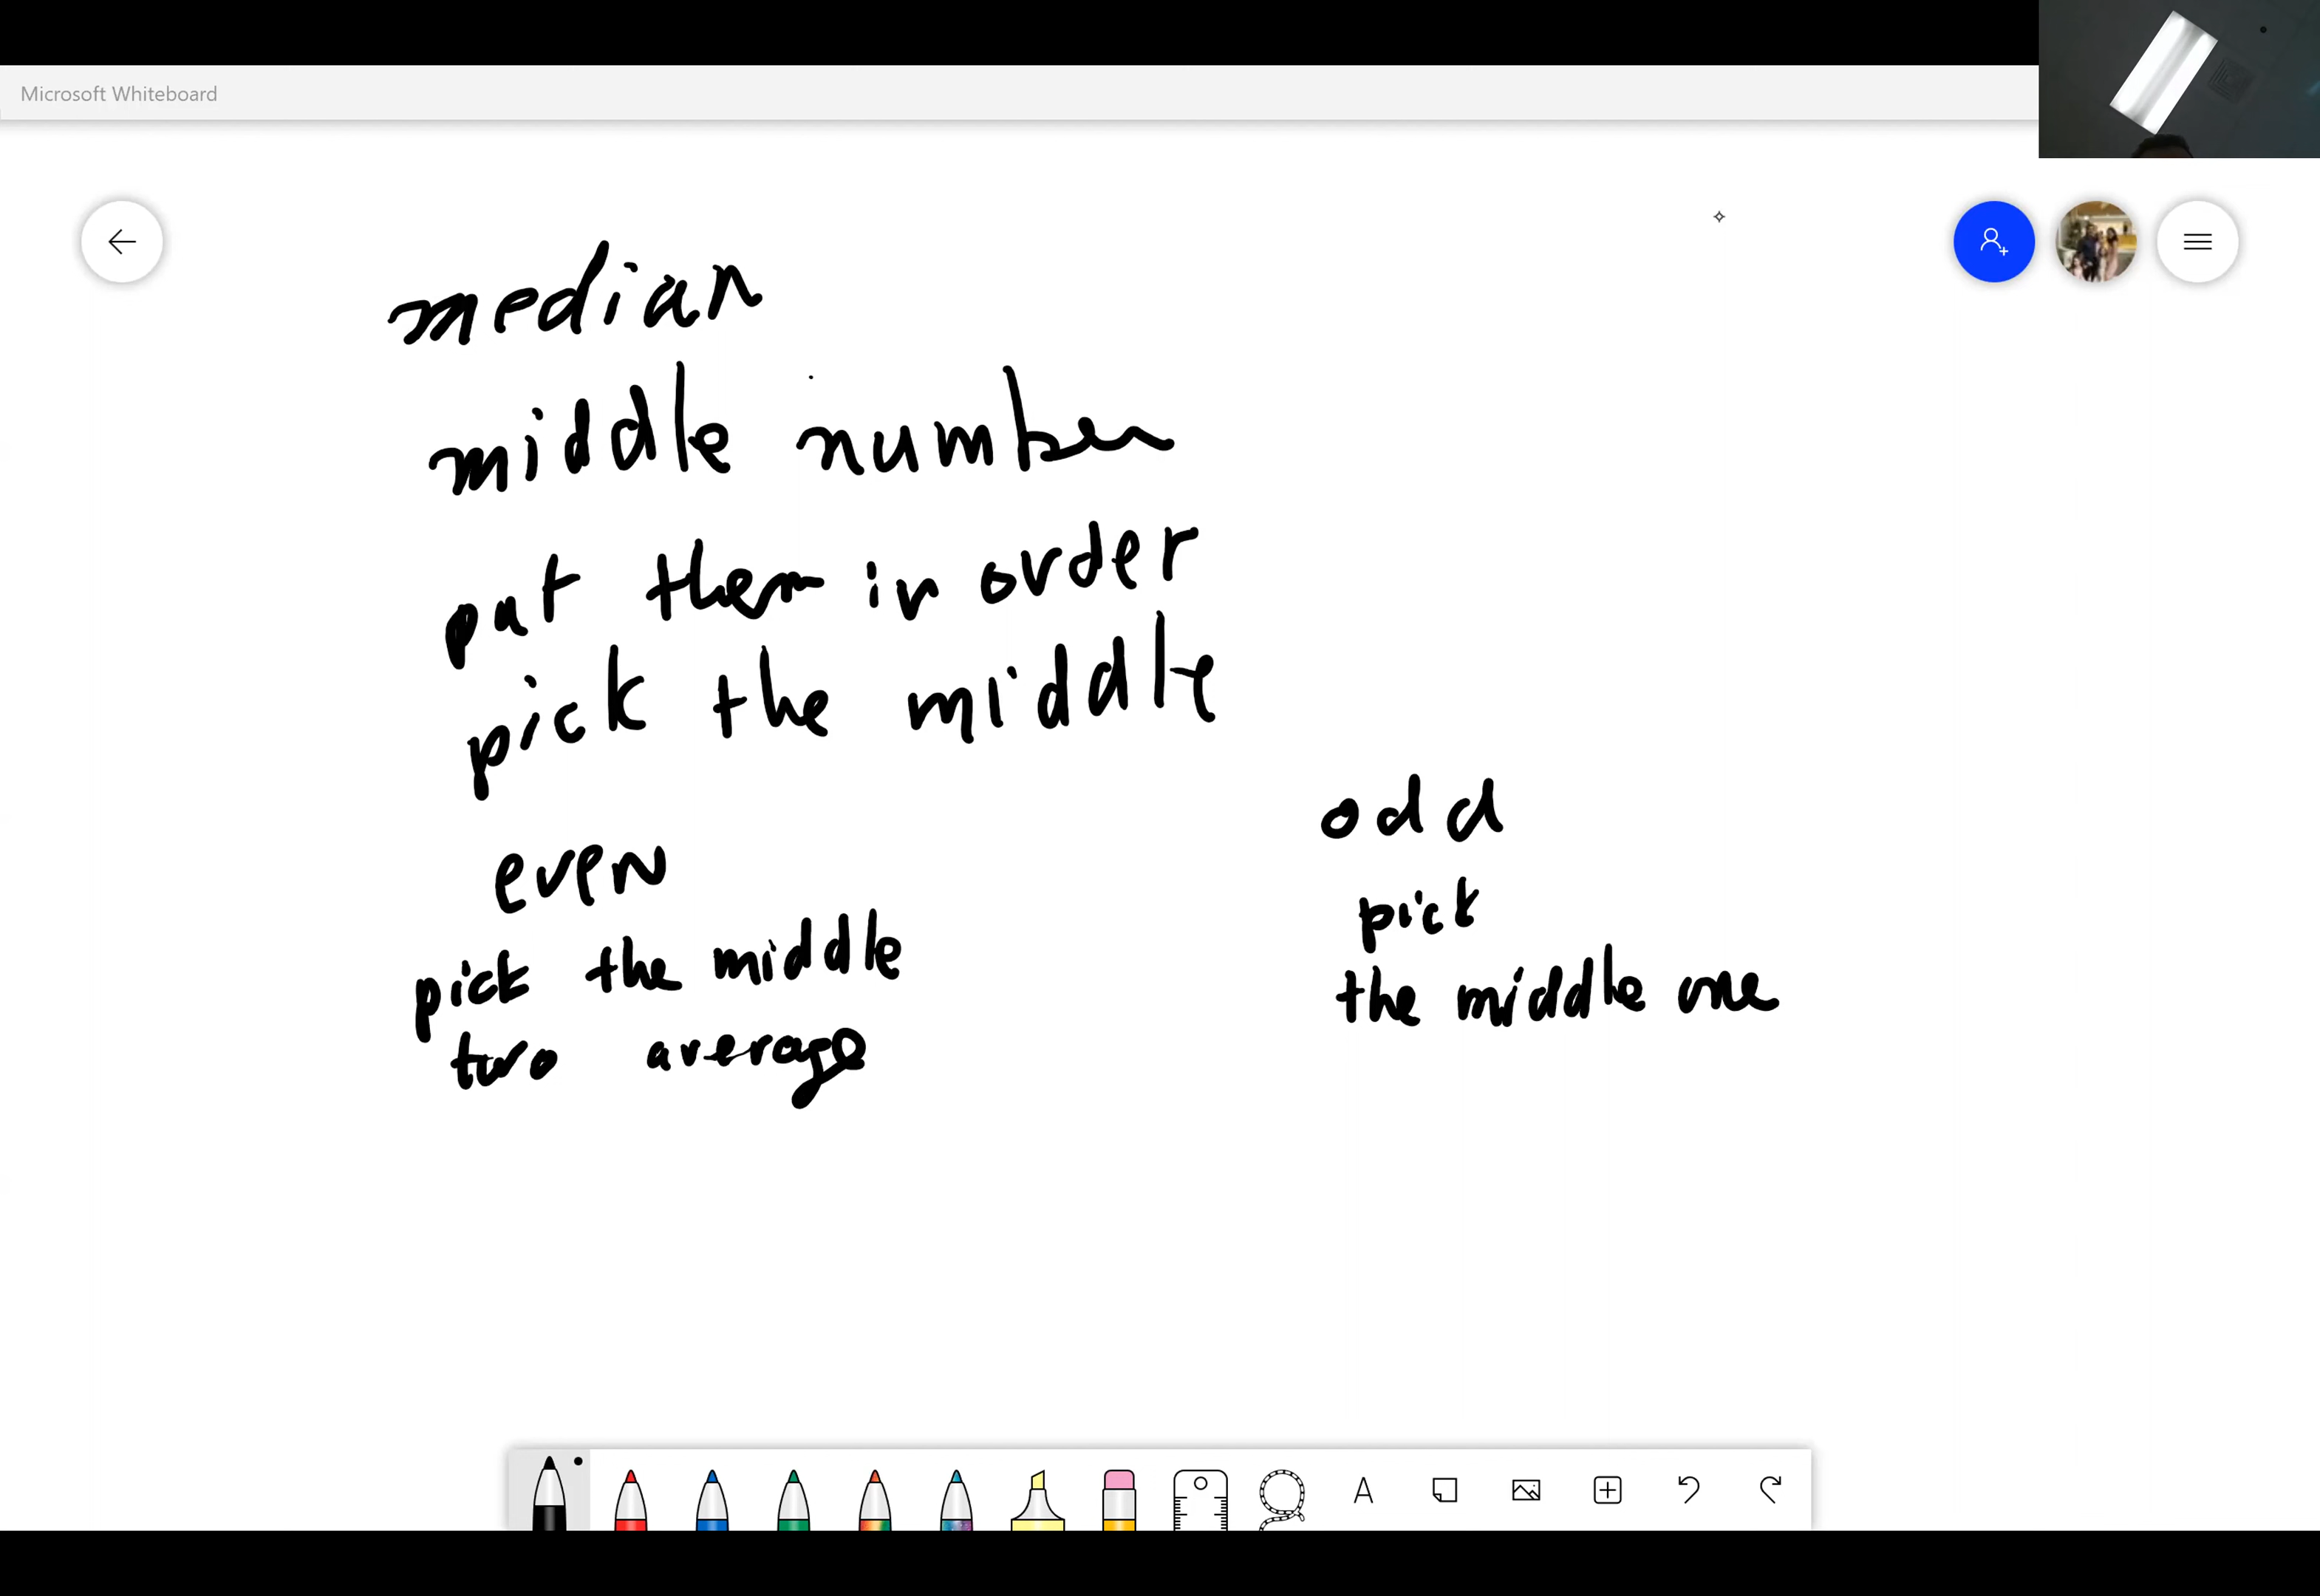 Microsoft Whiteboard
median
middle number
put them in order
pick the middle
even
pick the middle
two average
odd
pick
the middle one
A